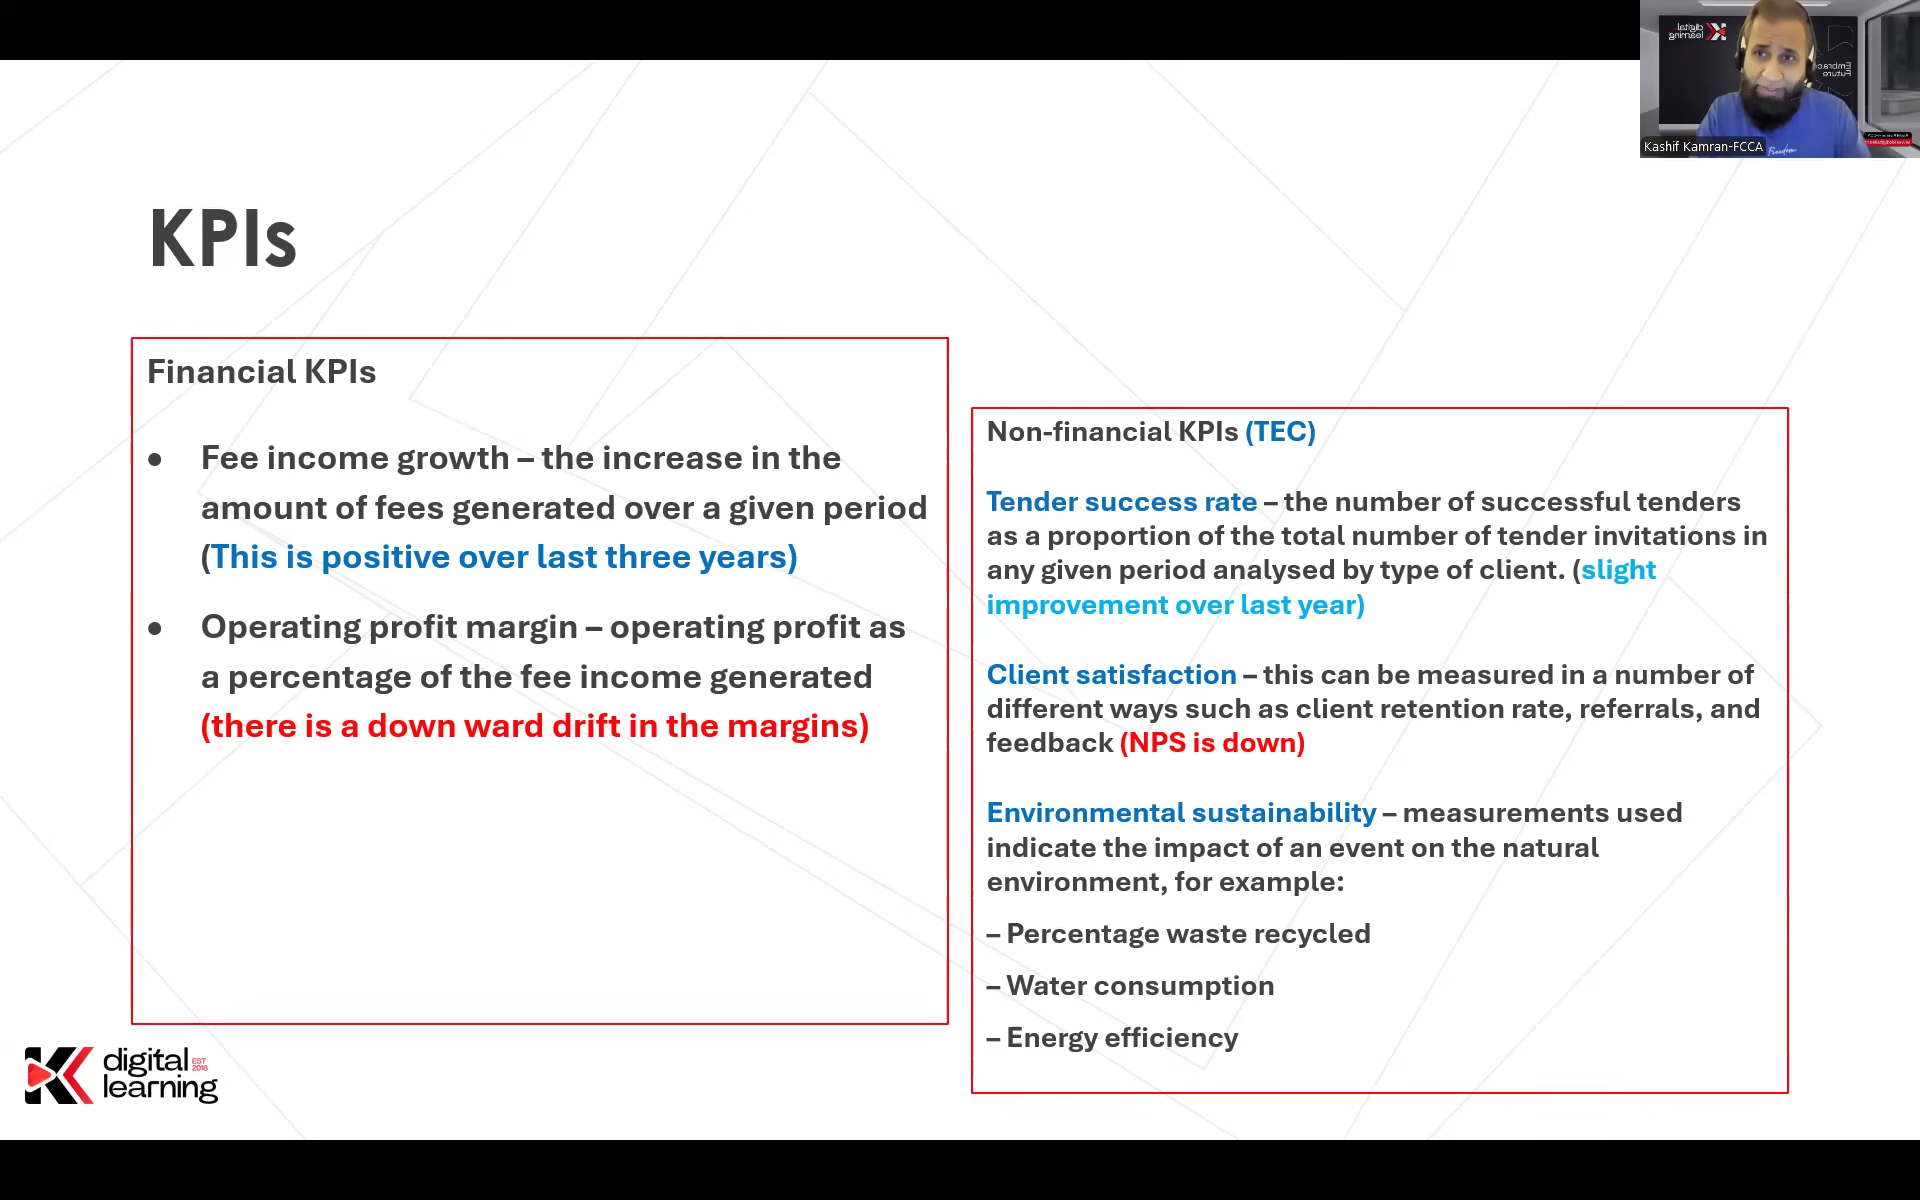 digital
learning
Kashif Kamran-FCCA
Freedom
KPIs
Financial KPIs
• Fee income growth – the increase in the
amount of fees generated over a given period
(This is positive over last three years)
• Operating profit margin – operating profit as
a percentage of the fee income generated
(there is a down ward drift in the margins)
Non-financial KPIs (TEC)
Tender success rate – the number of successful tenders
as a proportion of the total number of tender invitations in
any given period analysed by type of client. (slight
improvement over last year)
Client satisfaction – this can be measured in a number of
different ways such as client retention rate, referrals, and
feedback (NPS is down)
Environmental sustainability – measurements used
indicate the impact of an event on the natural
environment, for example:
– Percentage waste recycled
– Water consumption
– Energy efficiency
digital EST 2018
learning